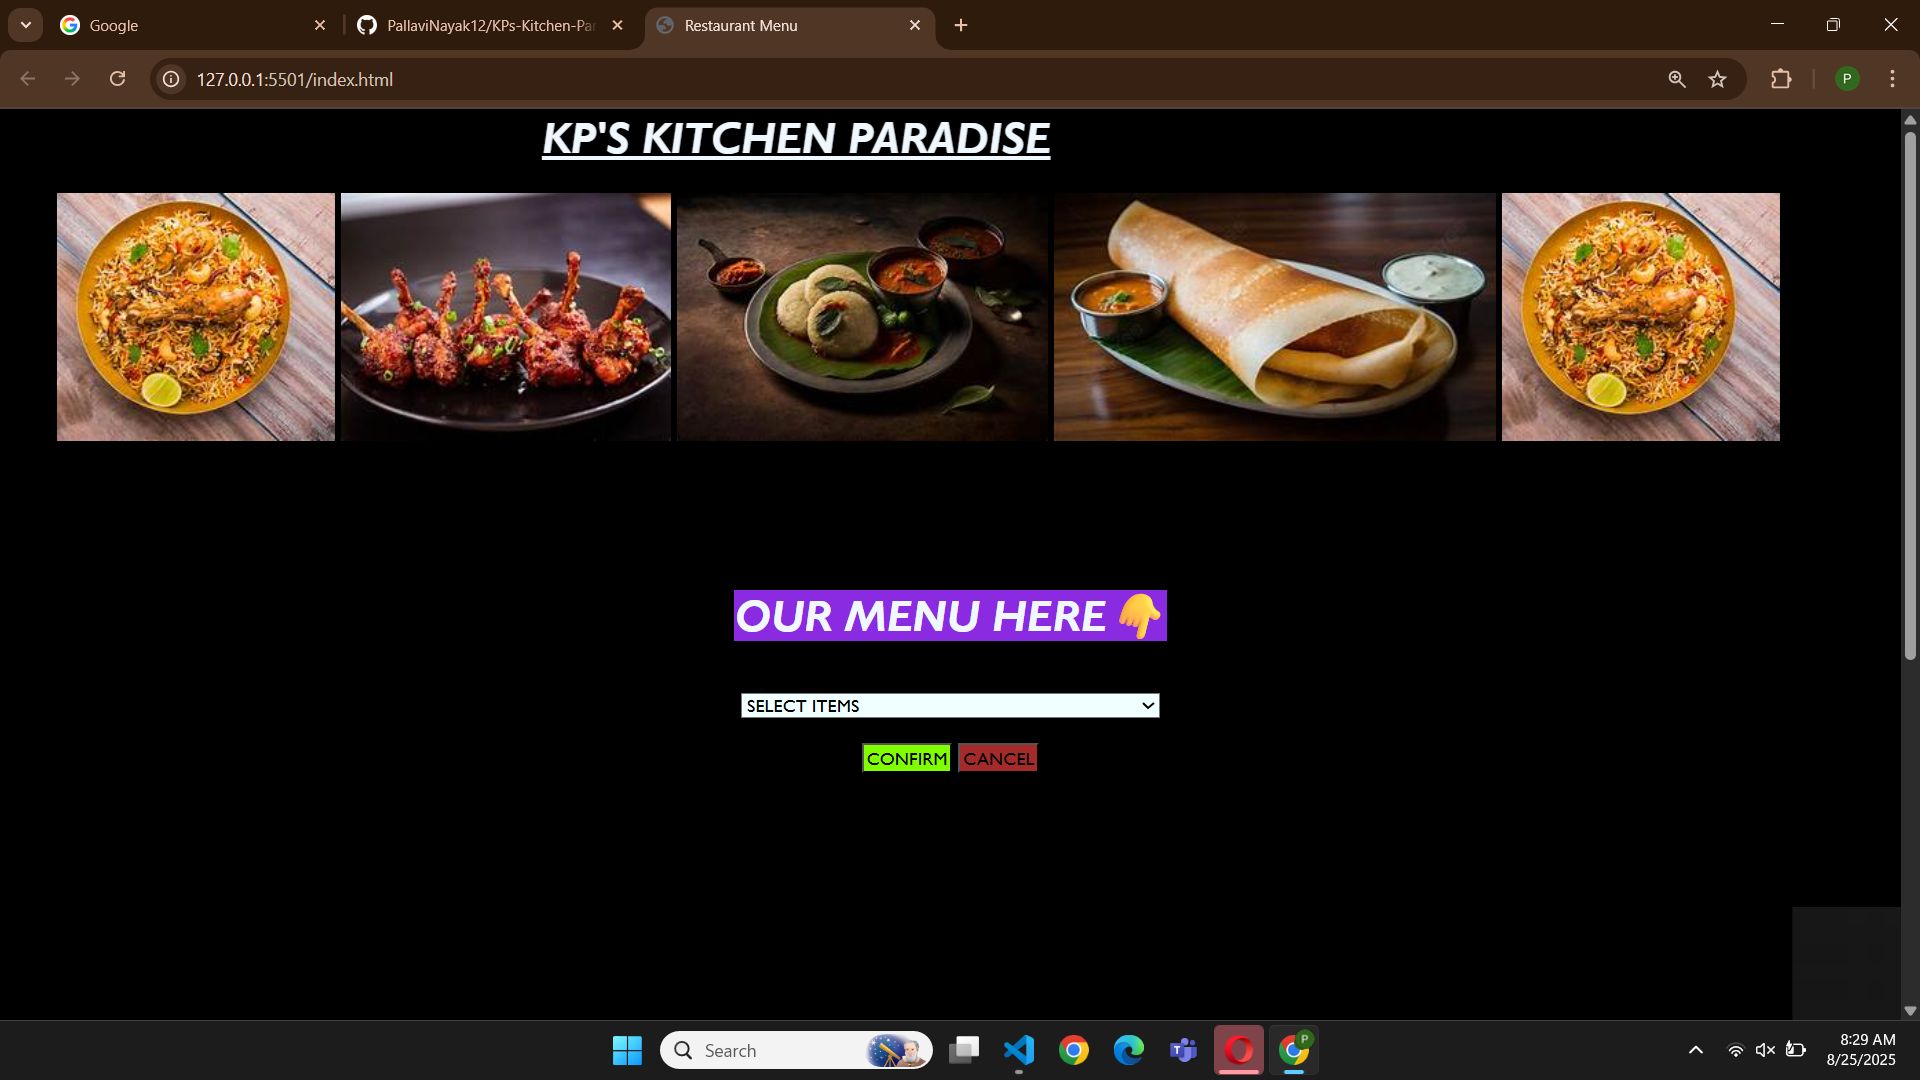 Google
PallaviNayak12/KPs-Kitchen-Pa
Restaurant Menu
127.0.0.1:5501/index.html
P
KP'S KITCHEN PARADISE
OUR MENU HERE 👇
SELECT ITEMS
CONFIRM CANCEL
Search
P
8:29 AM
8/25/2025